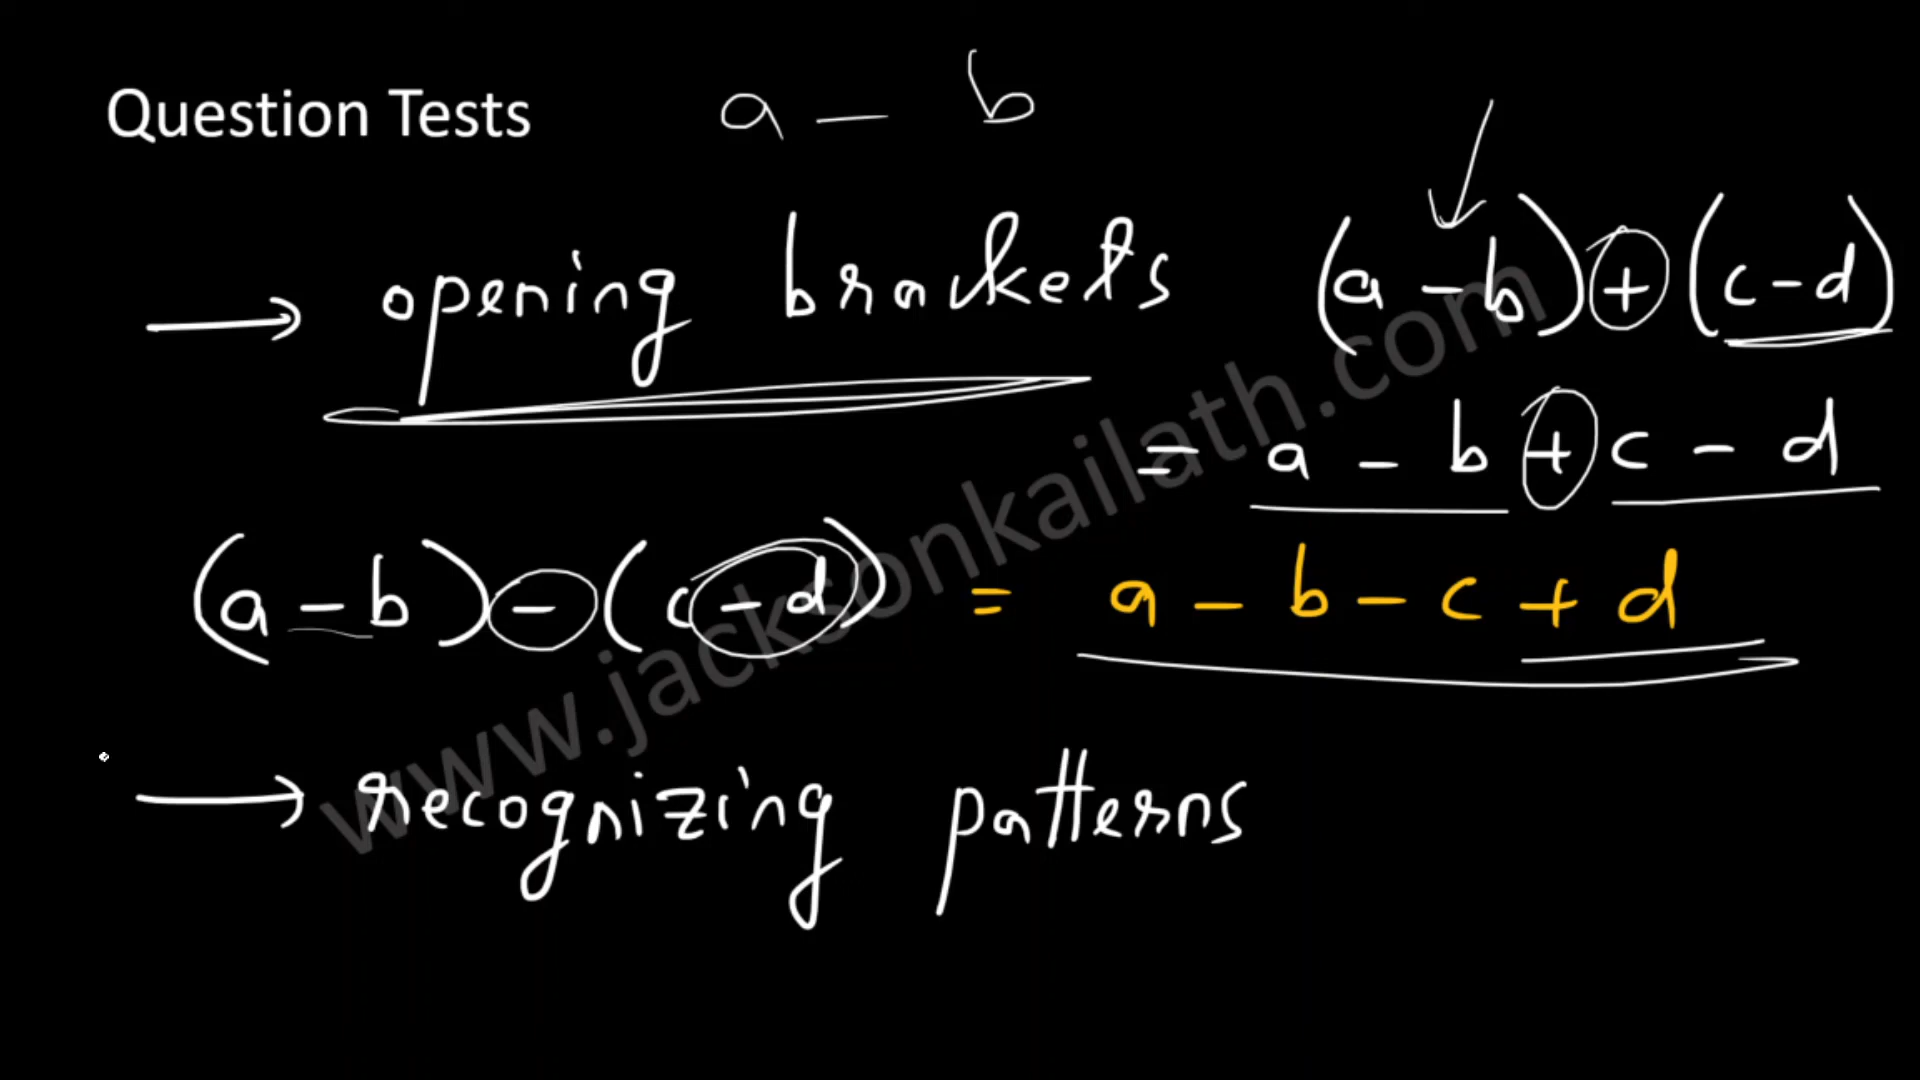 Question Tests a - b
→ opening brackets (a - b) + (c - d)
= a - b + c - d
(a - b) - (c - d) = a - b - c + d
→ recognizing patterns
www.jacksonkailath.com